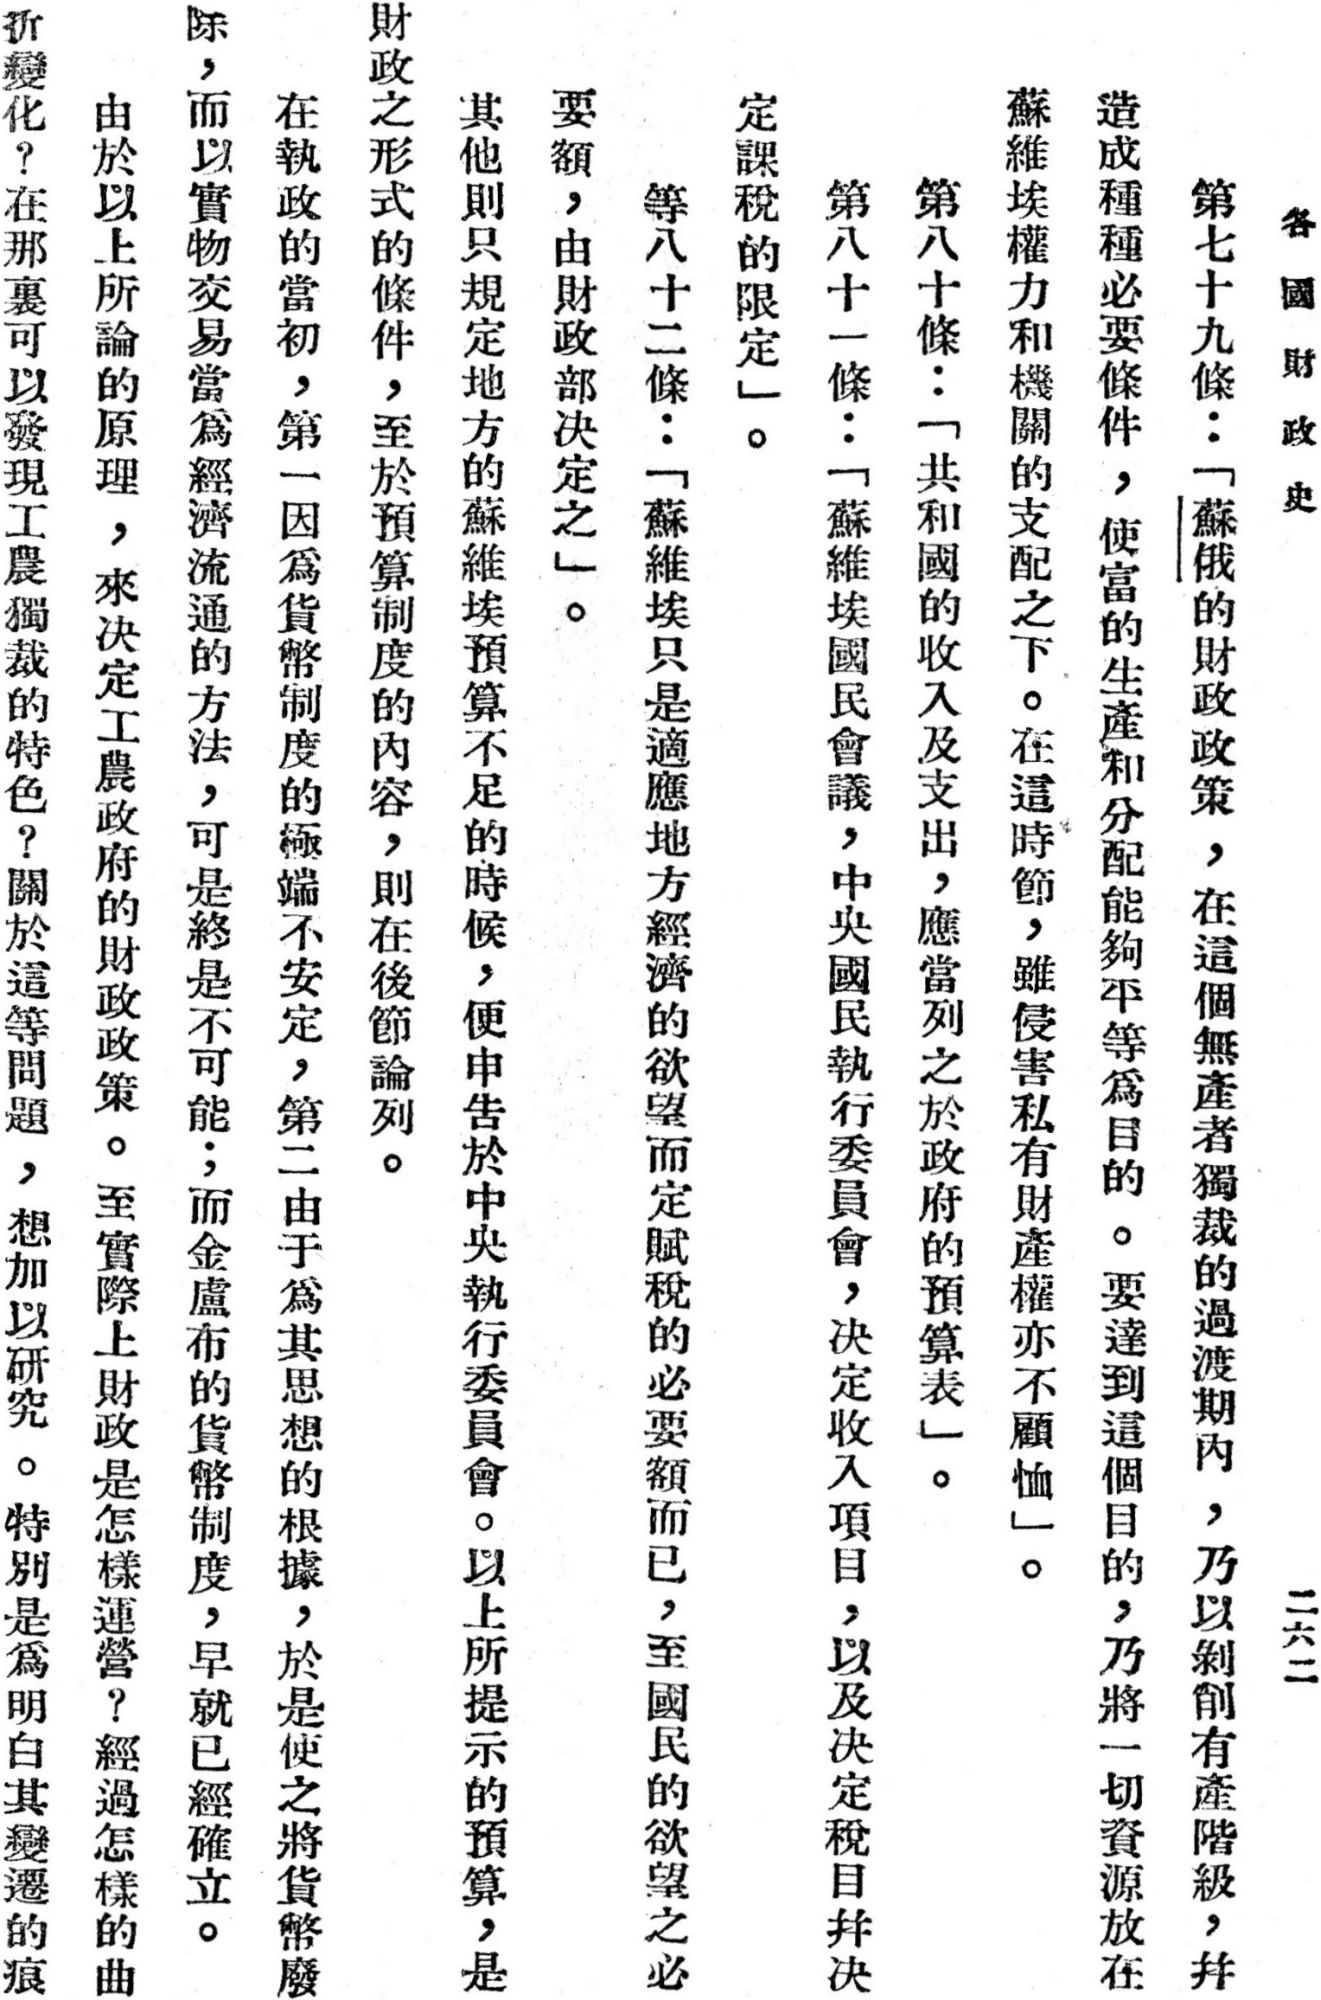 各國財政史
二六二
第七十九條：「蘇俄的財政政策，在這個無產者獨裁的過渡期內，乃以剝削有產階級，幷
造成種種必要條件，使富的生產和分配能夠平等爲目的。要達到這個目的，乃將一切資源放在
蘇維埃權力和機關的支配之下。在這時節，雖侵害私有財產權亦不顧恤」。
第八十條：「共和國的收入及支出，應當列之於政府的預算表」。
第八十一條：「蘇維埃國民會議，中央國民執行委員會，决定收入項目，以及决定稅目幷决
定課稅的限定」。
等八十二條：「蘇維埃只是適應地方經濟的欲望而定賦稅的必要額而已，至國民的欲望之必
要額，由財政部决定之」。
其他則只規定地方的蘇維埃預算不足的時候，便申告於中央執行委員會。以上所提示的預算，是
財政之形式的條件，至於預算制度的內容，則在後節論列。
在執政的當初，第一因爲貨幣制度的極端不安定，第二由于爲其思想的根據，於是使之將貨幣廢
除，而以實物交易當爲經濟流通的方法，可是終是不可能；而金盧布的貨幣制度，早就已經確立。
由於以上所論的原理，來决定工農政府的財政政策。至實際上財政是怎樣運營？經過怎樣的曲
折變化？在那裏可以發現工農獨裁的特色？關於這等問題，想加以研究。特別是爲明白其變遷的痕